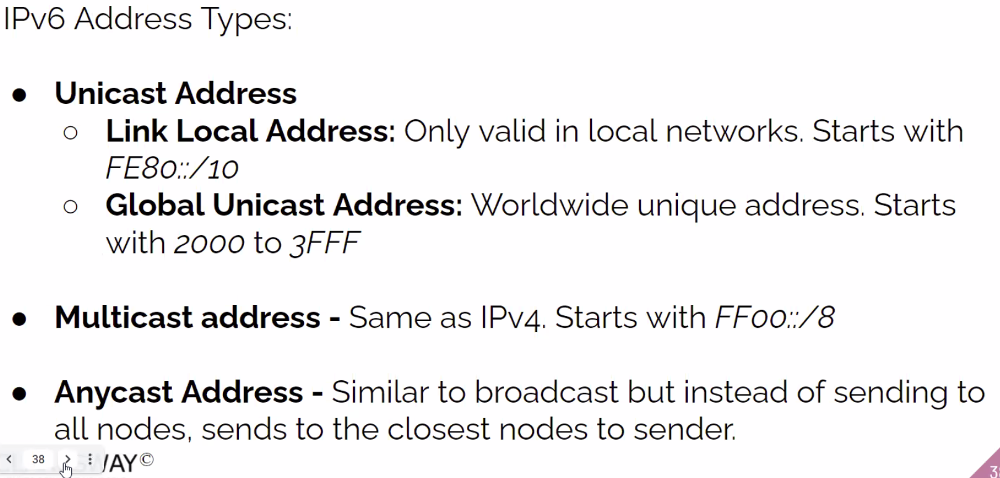 IPv6 Address Types:
● Unicast Address
○ Link Local Address: Only valid in local networks. Starts with
FE80::/10
○ Global Unicast Address: Worldwide unique address. Starts
with 2000 to 3FFF
● Multicast address - Same as IPv4. Starts with FF00::/8
● Anycast Address - Similar to broadcast but instead of sending to
all nodes, sends to the closest nodes to sender.
38
WAY©